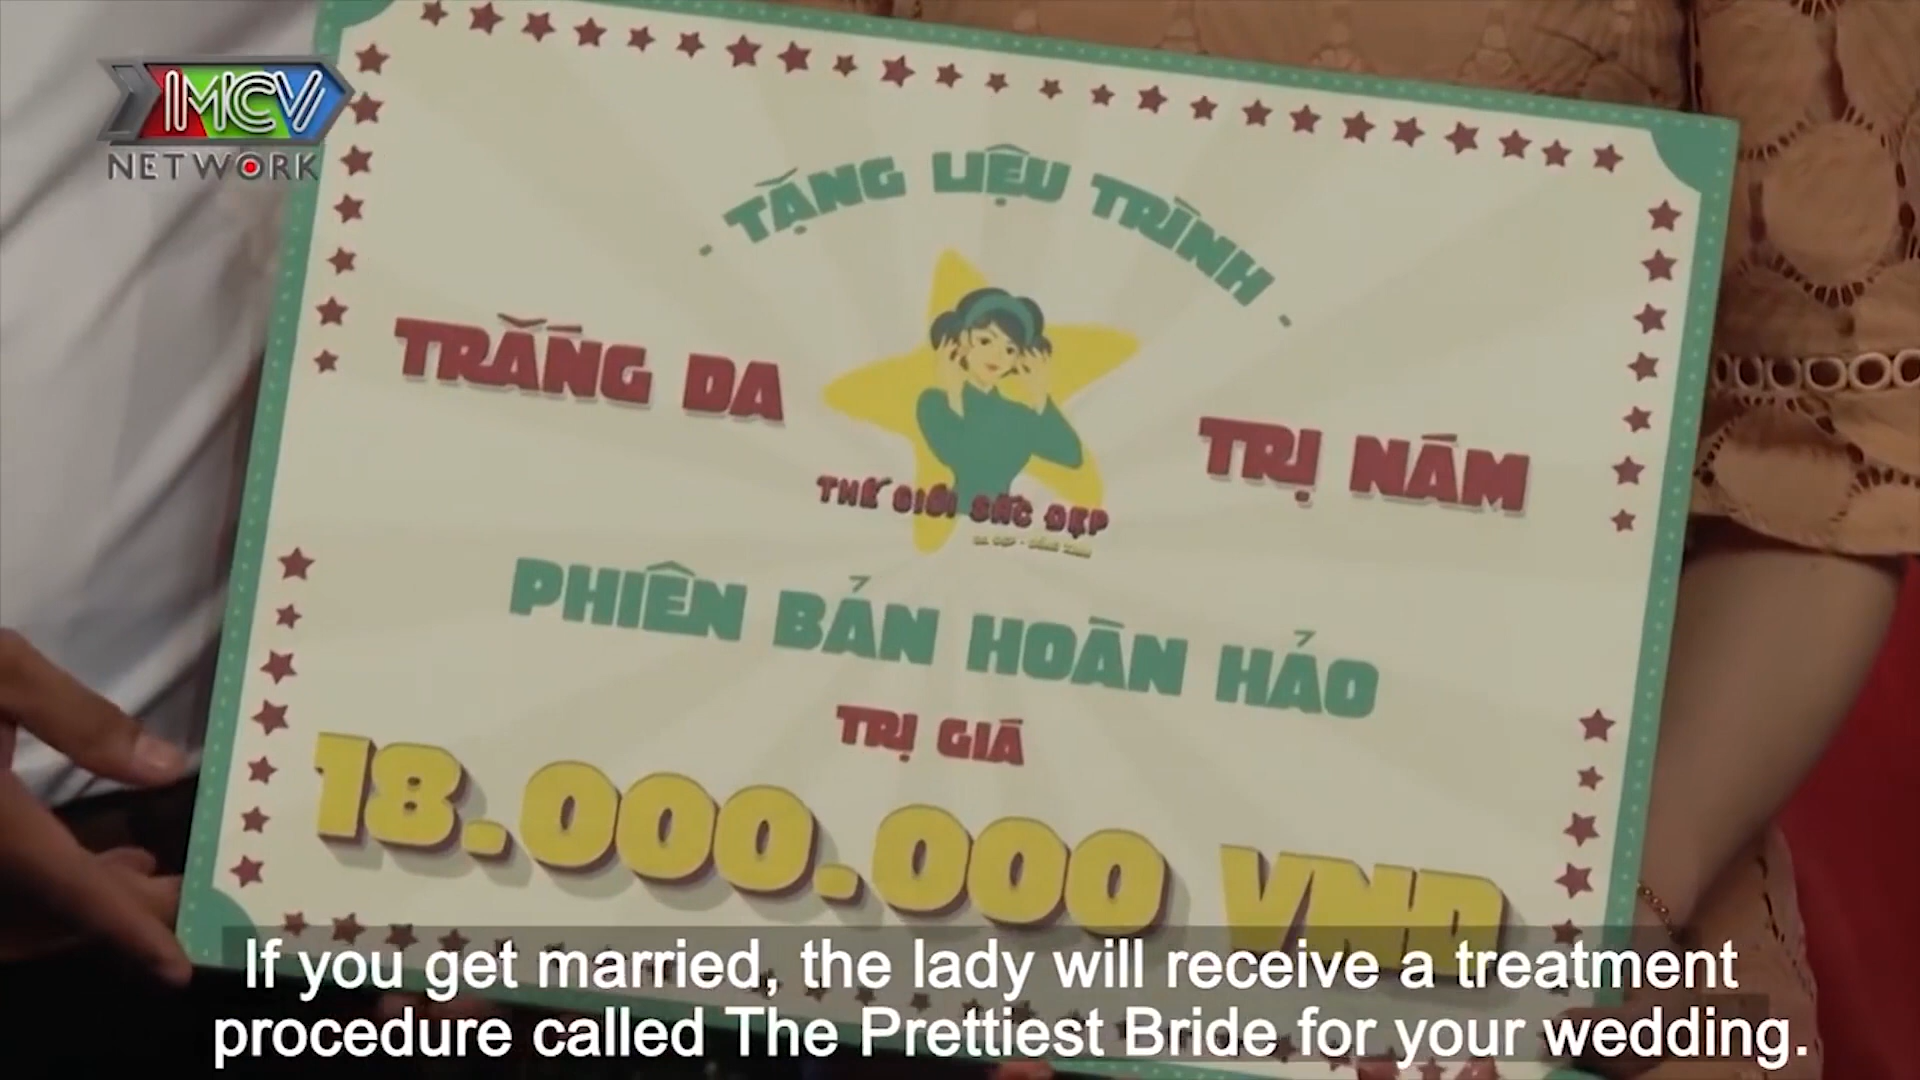 MCV
NETWORK
TẶNG LIỆU TRÌNH
TRẮNG DA
TRỊ NÁM
THẾ GIỚI SẮC ĐẸP
PHIÊN BẢN HOÀN HẢO
TRỊ GIÁ
18.000.000 VNĐ
If you get married, the lady will receive a treatment
procedure called The Prettiest Bride for your wedding.